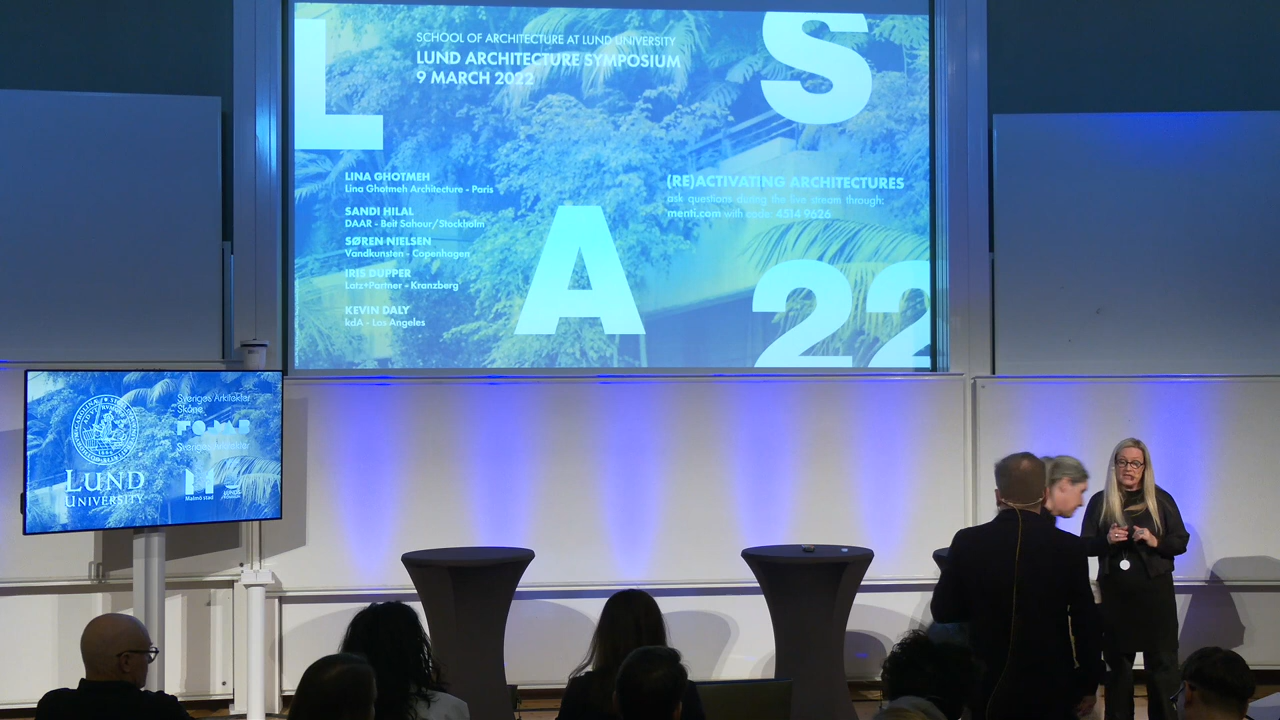 L
S
SCHOOL OF ARCHITECTURE AT LUND UNIVERSITY
LUND ARCHITECTURE SYMPOSIUM
9 MARCH 2022
LINA GHOTMEH
Lina Ghotmeh Architecture - Paris
SANDI HILAL
DAAR - Beit Sahour/Stockholm
SØREN NIELSEN
Vandkunsten - Copenhagen
IRIS DUPPER
Latz+Partner - Kranzberg
KEVIN DALY
kdA - Los Angeles
A
(RE)ACTIVATING ARCHITECTURES
ask questions during the live stream through:
menti.com with code: 4514 9626
22
Sveriges Arkitekter
Skåne
Sveriges Arkitekter
LUND
UNIVERSITY
Malmö stad